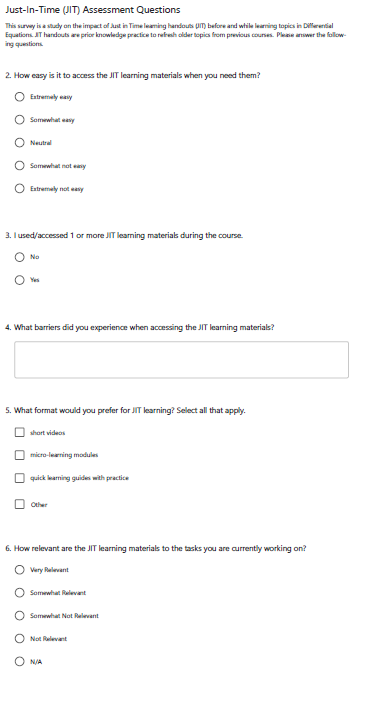 Just-In-Time (JIT) Assessment Questions
This survey is a study on the impact of Just in Time learning handouts (JIT) before and while learning topics in Differential
Equations. JIT handouts are prior knowledge practice to refresh older topics from previous courses. Please answer the follow-
ing questions.
2. How easy is it to access the JIT learning materials when you need them?
Extremely easy
Somewhat easy
Neutral
Somewhat not easy
Extremely not easy
3. I used/accessed 1 or more JIT learning materials during the course.
No
Yes
4. What barriers did you experience when accessing the JIT learning materials?
5. What format would you prefer for JIT learning? Select all that apply.
short videos
micro-learning modules
quick learning guides with practice
Other
6. How relevant are the JIT learning materials to the tasks you are currently working on?
Very Relevant
Somewhat Relevant
Somewhat Not Relevant
Not Relevant
N/A